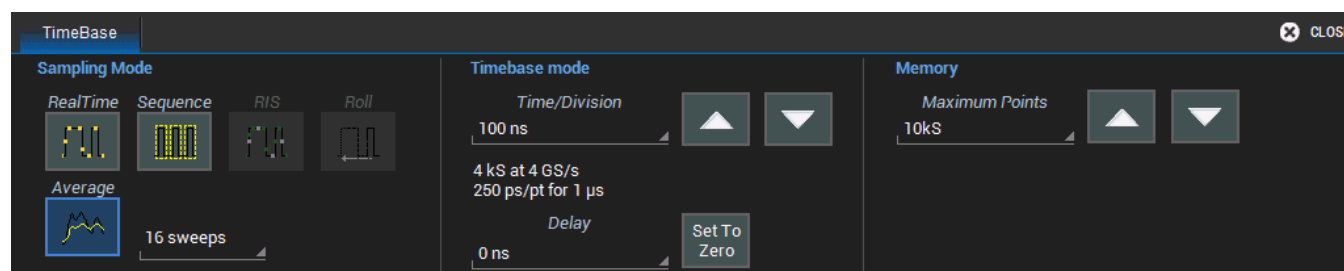 TimeBase
CLOS
Sampling Mode
RealTime Sequence RIS Roll
Average
16 sweeps
Timebase mode
Time/Division
100 ns
4 kS at 4 GS/s
250 ps/pt for 1 µs
Delay
0 ns
Set To
Zero
Memory
Maximum Points
10kS